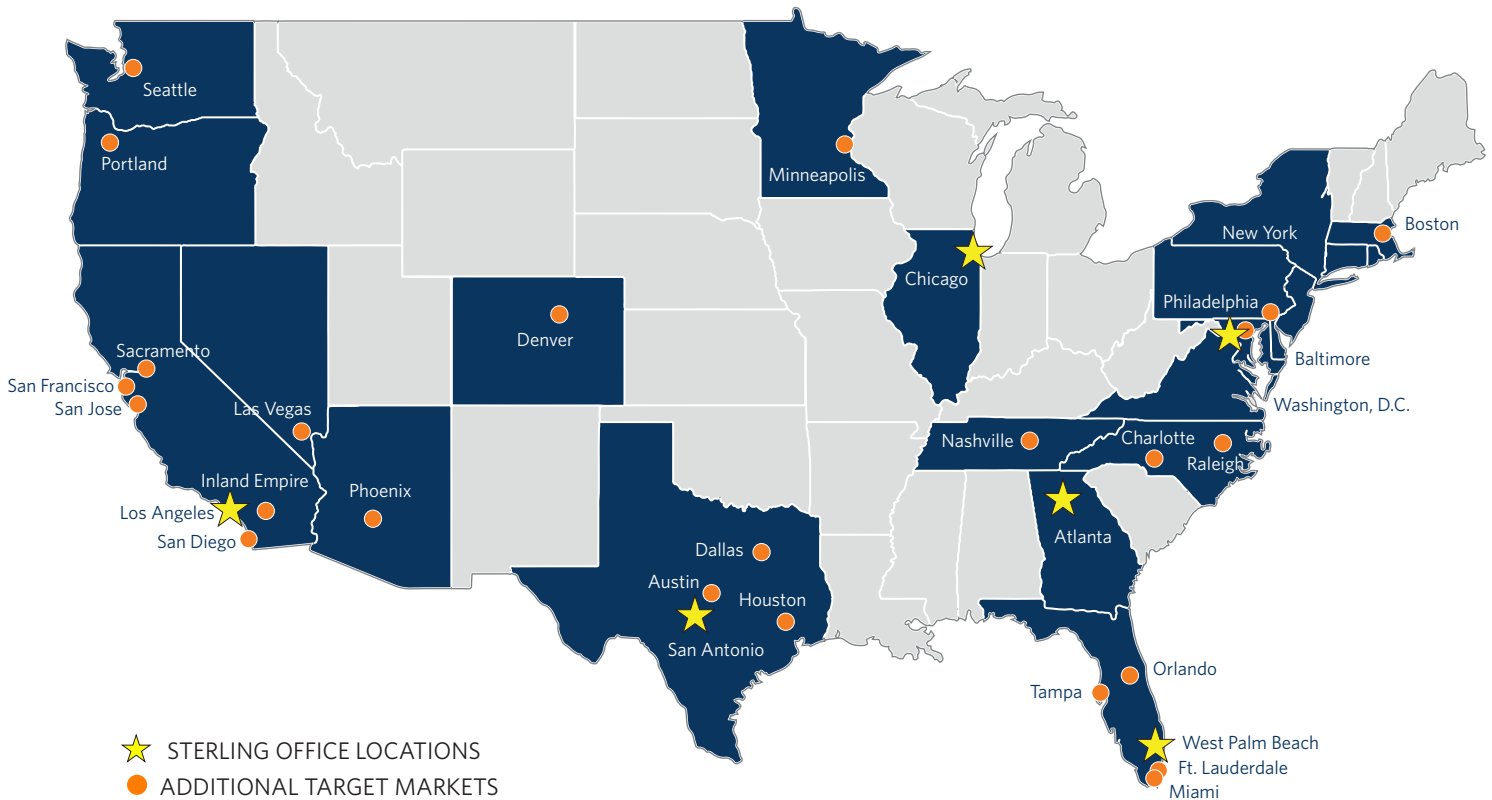 Seattle
Portland
Minneapolis
Boston
New York
Chicago
Philadelphia
Denver
Sacramento
Baltimore
San Francisco
San Jose
Las Vegas
Washington, D.C.
Nashville
Charlotte
Raleigh
Inland Empire
Phoenix
Los Angeles
San Diego
Atlanta
Dallas
Austin
Houston
San Antonio
Orlando
Tampa
West Palm Beach
Ft. Lauderdale
Miami
STERLING OFFICE LOCATIONS
ADDITIONAL TARGET MARKETS